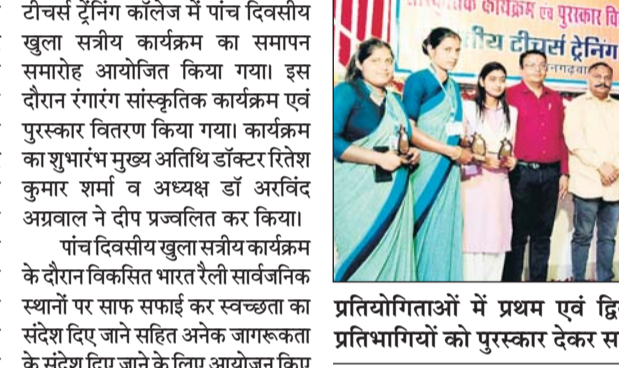 टीचर्स ट्रेनिंग कॉलेज में पांच दिवसीय
खुला सत्रीय कार्यक्रम का समापन
समारोह आयोजित किया गया। इस
दौरान रंगारंग सांस्कृतिक कार्यक्रम एवं
पुरस्कार वितरण किया गया। कार्यक्रम
का शुभारंभ मुख्य अतिथि डॉक्टर रितेश
कुमार शर्मा व अध्यक्ष डॉ अरविंद
अग्रवाल ने दीप प्रज्वलित कर किया।
पांच दिवसीय खुला सत्रीय कार्यक्रम
के दौरान विकसित भारत रैली सार्वजनिक
स्थानों पर साफ सफाई कर स्वच्छता का
संदेश दिए जाने सहित अनेक जागरूकता
के संदेश दिए जाने के लिए आयोजन किए
कार्यक्रम एवं पुरस्कार वि
टीचर्स ट्रेनिंग
प्रतियोगिताओं में प्रथम एवं द्वि
प्रतिभागियों को पुरस्कार देकर स